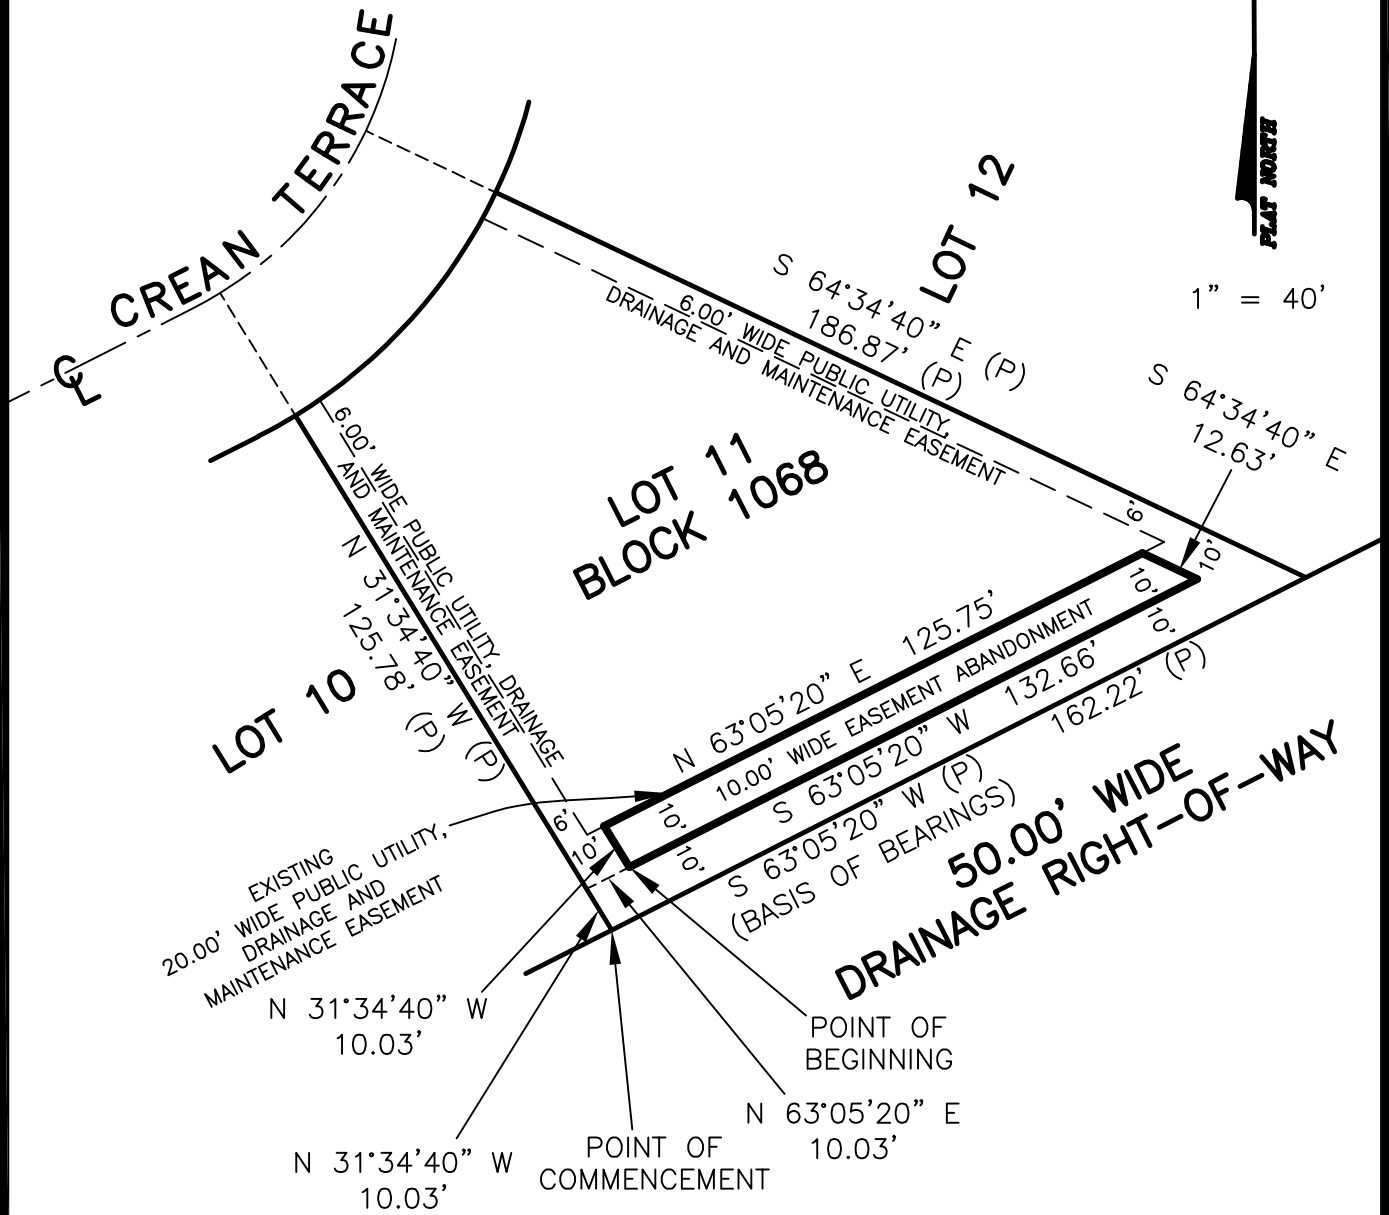 CREAN TERRACE
CL
PLAT NORTH
1" = 40'
LOT 12
S 64°34'40" E (P)
186.87' (P)
6.00' WIDE PUBLIC UTILITY,
DRAINAGE AND MAINTENANCE EASEMENT
S 64°34'40" E
12.63'
LOT 11
BLOCK 1068
6.00' WIDE PUBLIC UTILITY, DRAINAGE
AND MAINTENANCE EASEMENT
N 31°34'40" W (P)
125.78' (P)
LOT 10
6'
10'
6'
10'
N 63°05'20" E 125.75'
10.00' WIDE EASEMENT ABANDONMENT
10'
10'
10'
10'
S 63°05'20" W 132.66'
S 63°05'20" W (P) 162.22' (P)
(BASIS OF BEARINGS)
50.00' WIDE
DRAINAGE RIGHT-OF-WAY
EXISTING
20.00' WIDE PUBLIC UTILITY,
DRAINAGE AND
MAINTENANCE EASEMENT
N 31°34'40" W
10.03'
POINT OF
BEGINNING
N 63°05'20" E
10.03'
POINT OF
COMMENCEMENT
N 31°34'40" W
10.03'